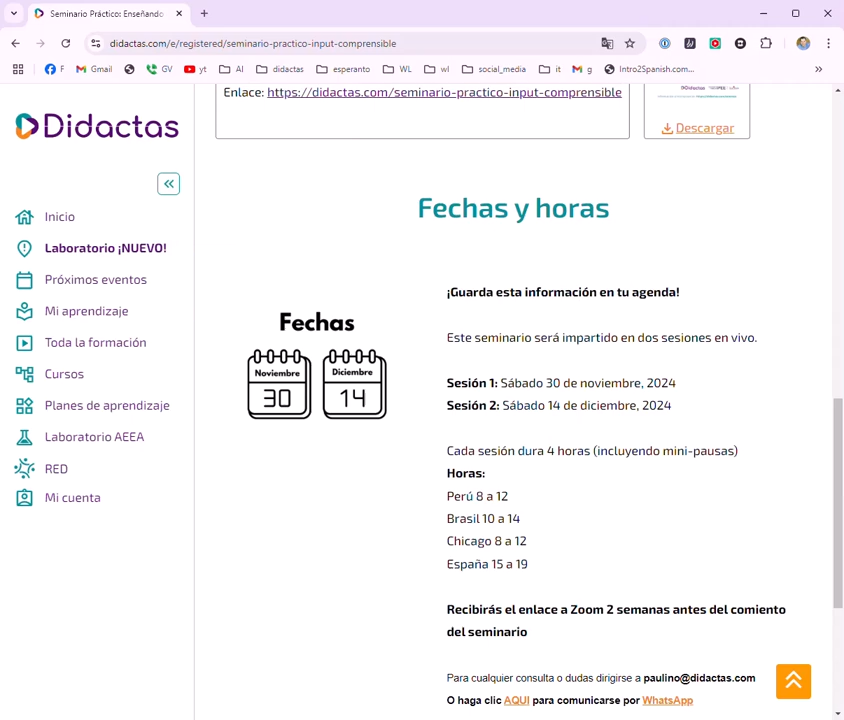 Seminario Práctico: Enseñando
didactas.com/e/registered/seminario-practico-input-comprensible
F
Gmail
GV
yt
AI
didactas
esperanto
WL
wl
social_media
it
g
Intro2Spanish.com...
Didactas
Inicio
Laboratorio ¡NUEVO!
Próximos eventos
Mi aprendizaje
Toda la formación
Cursos
Planes de aprendizaje
Laboratorio AEEA
RED
Mi cuenta
Enlace: https://didactas.com/seminario-practico-input-comprensible
Descargar
Fechas y horas
Fechas
Noviembre
30
Diciembre
14
¡Guarda esta información en tu agenda!
Este seminario será impartido en dos sesiones en vivo.
Sesión 1: Sábado 30 de noviembre, 2024
Sesión 2: Sábado 14 de diciembre, 2024
Cada sesión dura 4 horas (incluyendo mini-pausas)
Horas:
Perú 8 a 12
Brasil 10 a 14
Chicago 8 a 12
España 15 a 19
Recibirás el enlace a Zoom 2 semanas antes del comiento
del seminario
Para cualquier consulta o dudas dirigirse a paulino@didactas.com
O haga clic AQUI para comunicarse por WhatsApp